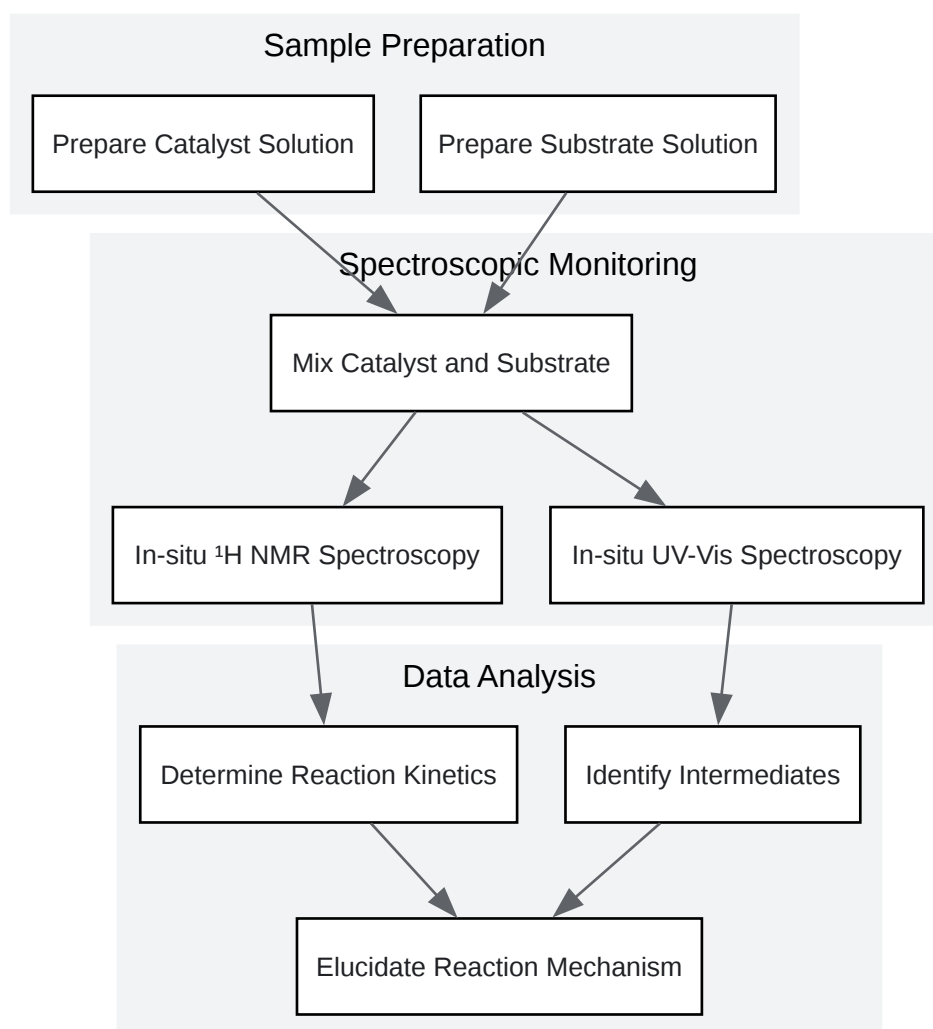 Sample Preparation
Prepare Catalyst Solution
Prepare Substrate Solution
Spectroscopic Monitoring
Mix Catalyst and Substrate
In-situ ¹H NMR Spectroscopy
In-situ UV-Vis Spectroscopy
Data Analysis
Determine Reaction Kinetics
Identify Intermediates
Elucidate Reaction Mechanism